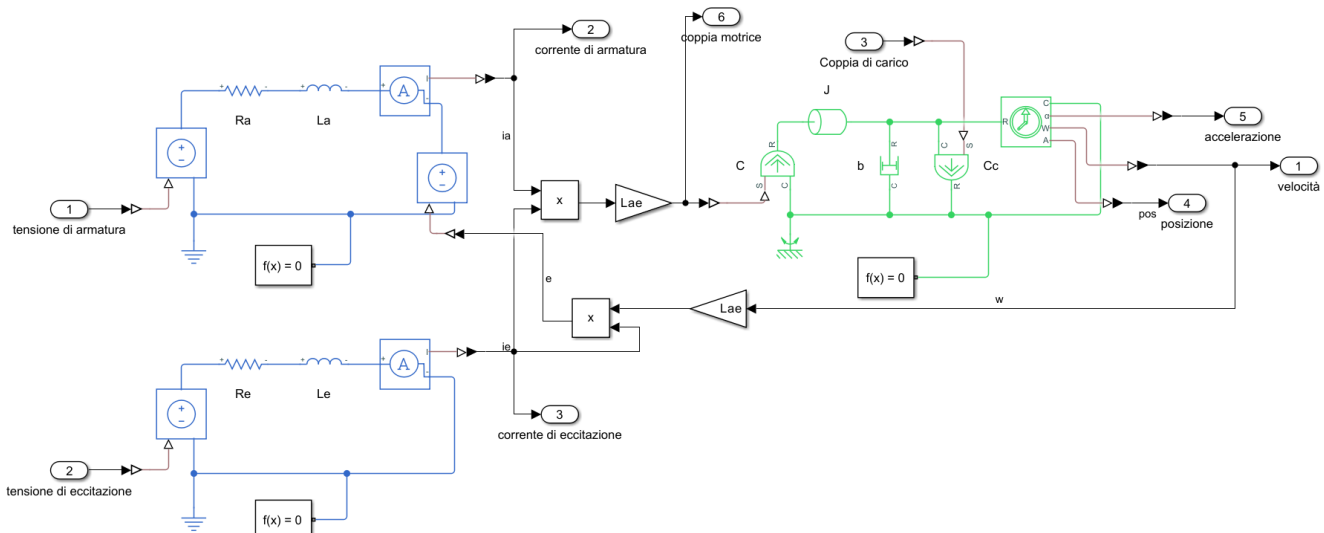 6
coppia motrice
2
corrente di armatura
3
Coppia di carico
J
+
-
+
-
+
A
I
-
Ra
La
R
C
α
W
A
5
accelerazione
ia
+
-
+
-
C
R
S
C
b
R
C
C
S
R
Cc
1
velocità
x
Lae
1
tensione di armatura
pos
4
posizione
f(x) = 0
f(x) = 0
e
w
x
Lae
ie
+
-
+
-
+
A
I
-
Re
Le
+
-
3
corrente di eccitazione
2
tensione di eccitazione
f(x) = 0